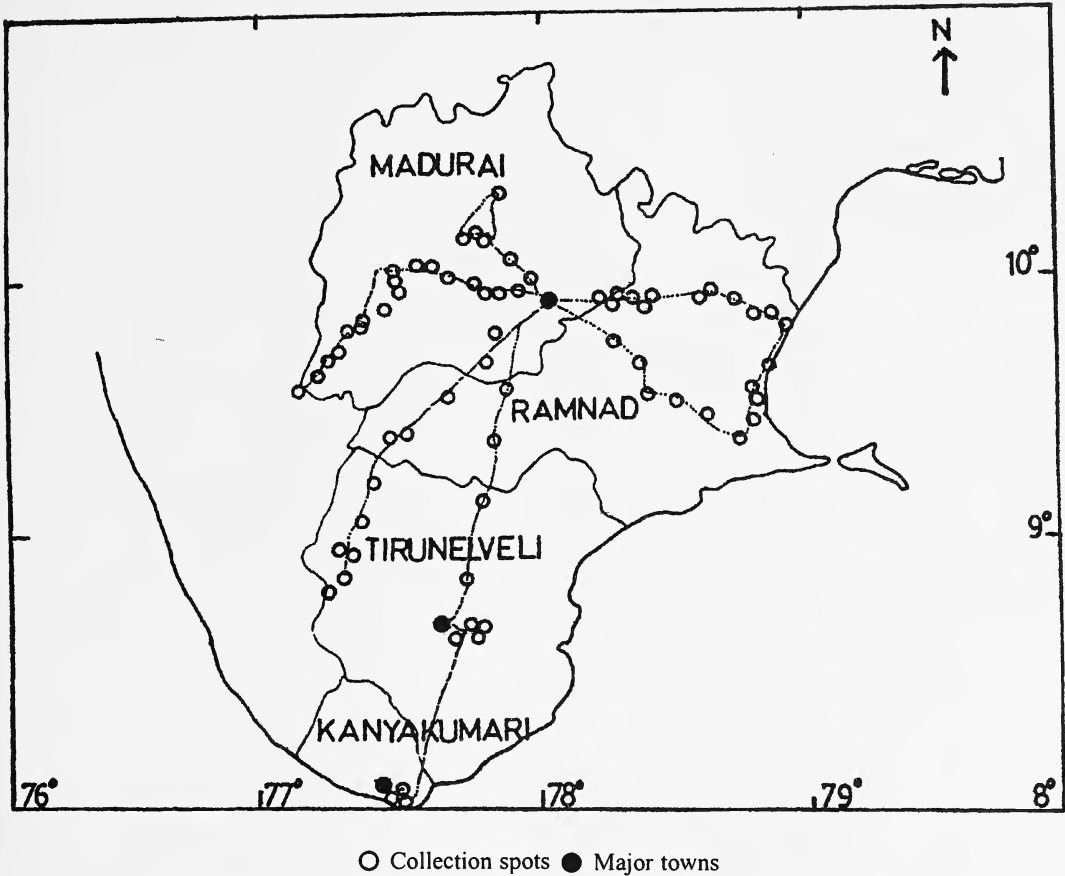 N
MADURAI
10°
RAMNAD
9°
TIRUNELVELI
KANYAKUMARI
76° 77° 78° 79° 8°
O Collection spots ● Major towns